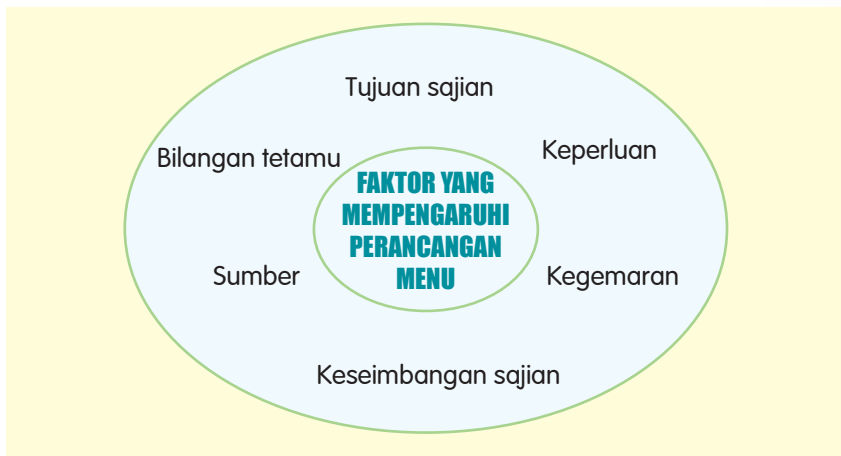 Tujuan sajian
Bilangan tetamu
Keperluan
FAKTOR YANG
MEMPENGARUHI
PERANCANGAN
MENU
Sumber
Kegemaran
Keseimbangan sajian